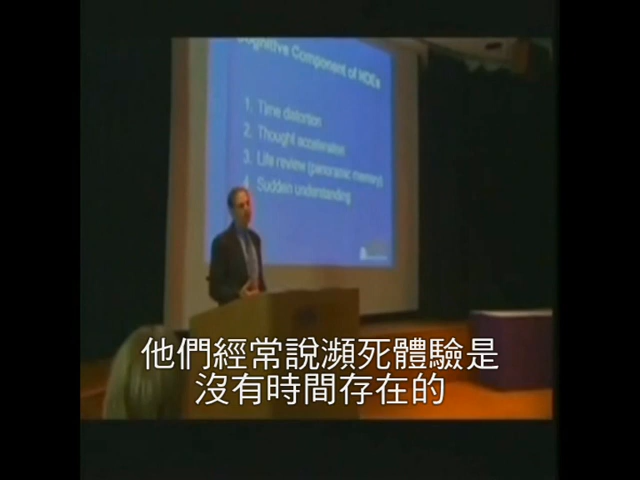 Cognitive Component of NDEs
1. Time distortion
2. Thought acceleration
3. Life review (panoramic memory)
4. Sudden understanding
他們經常說瀕死體驗是
沒有時間存在的